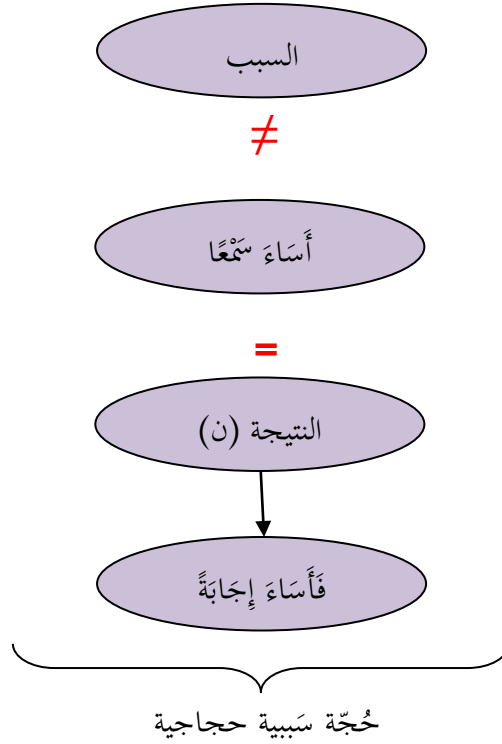 السبب
≠
أَسَاءَ سَمْعًا
=
النتيجة (ن)
فَأَسَاءَ إِجَابَةً
حُجّة سَببية حجاجية